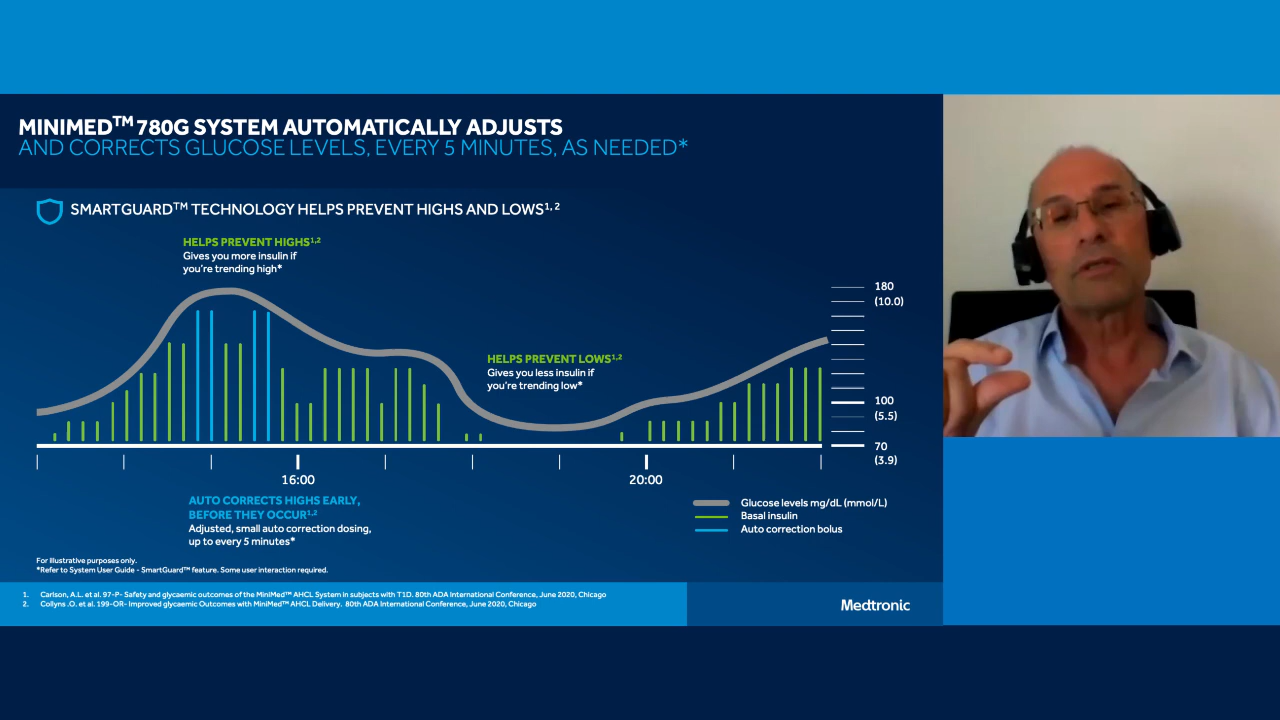 MINIMED™ 780G SYSTEM AUTOMATICALLY ADJUSTS
AND CORRECTS GLUCOSE LEVELS, EVERY 5 MINUTES, AS NEEDED*
SMARTGUARD™ TECHNOLOGY HELPS PREVENT HIGHS AND LOWS1, 2
HELPS PREVENT HIGHS1,2
Gives you more insulin if
you're trending high*
180
(10.0)
HELPS PREVENT LOWS1,2
Gives you less insulin if
you're trending low*
100
(5.5)
70
(3.9)
16:00
20:00
AUTO CORRECTS HIGHS EARLY,
BEFORE THEY OCCUR1,2
Adjusted, small auto correction dosing,
up to every 5 minutes*
Glucose levels mg/dL (mmol/L)
Basal insulin
Auto correction bolus
For illustrative purposes only.
*Refer to System User Guide - SmartGuard™ feature. Some user interaction required.
1. Carlson, A.L. et al. 97-P- Safety and glycaemic outcomes of the MiniMed™ AHCL System in subjects with T1D. 80th ADA International Conference, June 2020, Chicago
2. Collyns .O. et al. 199-OR- Improved glycaemic Outcomes with MiniMed™ AHCL Delivery. 80th ADA International Conference, June 2020, Chicago
Medtronic